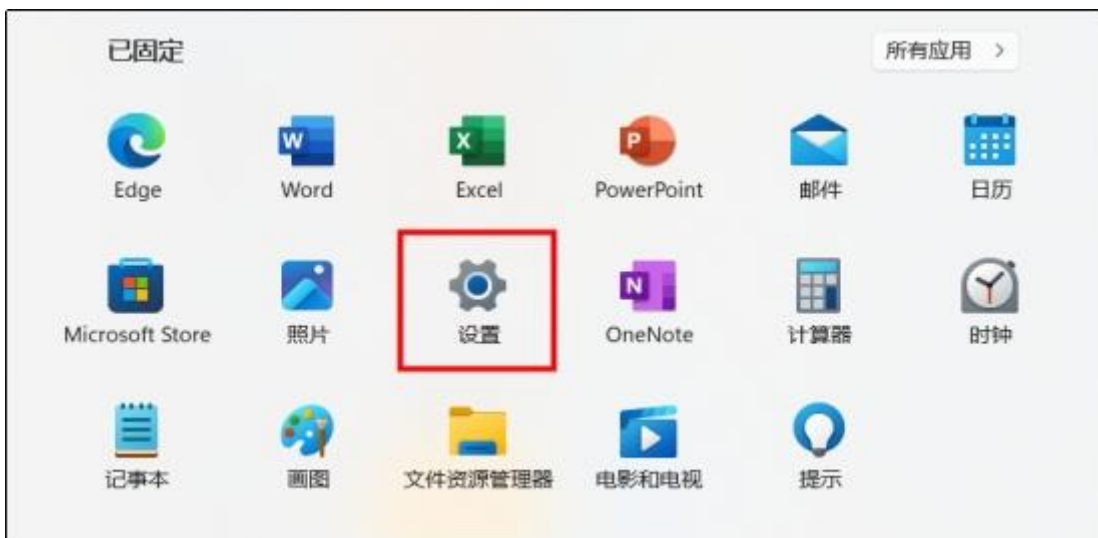 已固定
所有应用 >
Edge
Word
Excel
PowerPoint
邮件
日历
Microsoft Store
照片
设置
OneNote
计算器
时钟
记事本
画图
文件资源管理器
电影和电视
提示